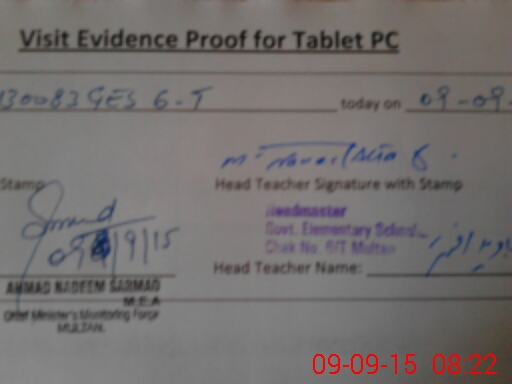 Visit Evidence Proof for Tablet PC
30083 GES 6-T today on 09-09-
Stamp
Head Teacher Signature with Stamp
09/9/15
Headmaster
Govt. Elementary School
Chak No. 6/T Multan
Head Teacher Name:
AHMAD NADEEM SARMAD
M.E.A
Chief Minister's Monitoring Force
MULTAN.
09-09-15 08:22